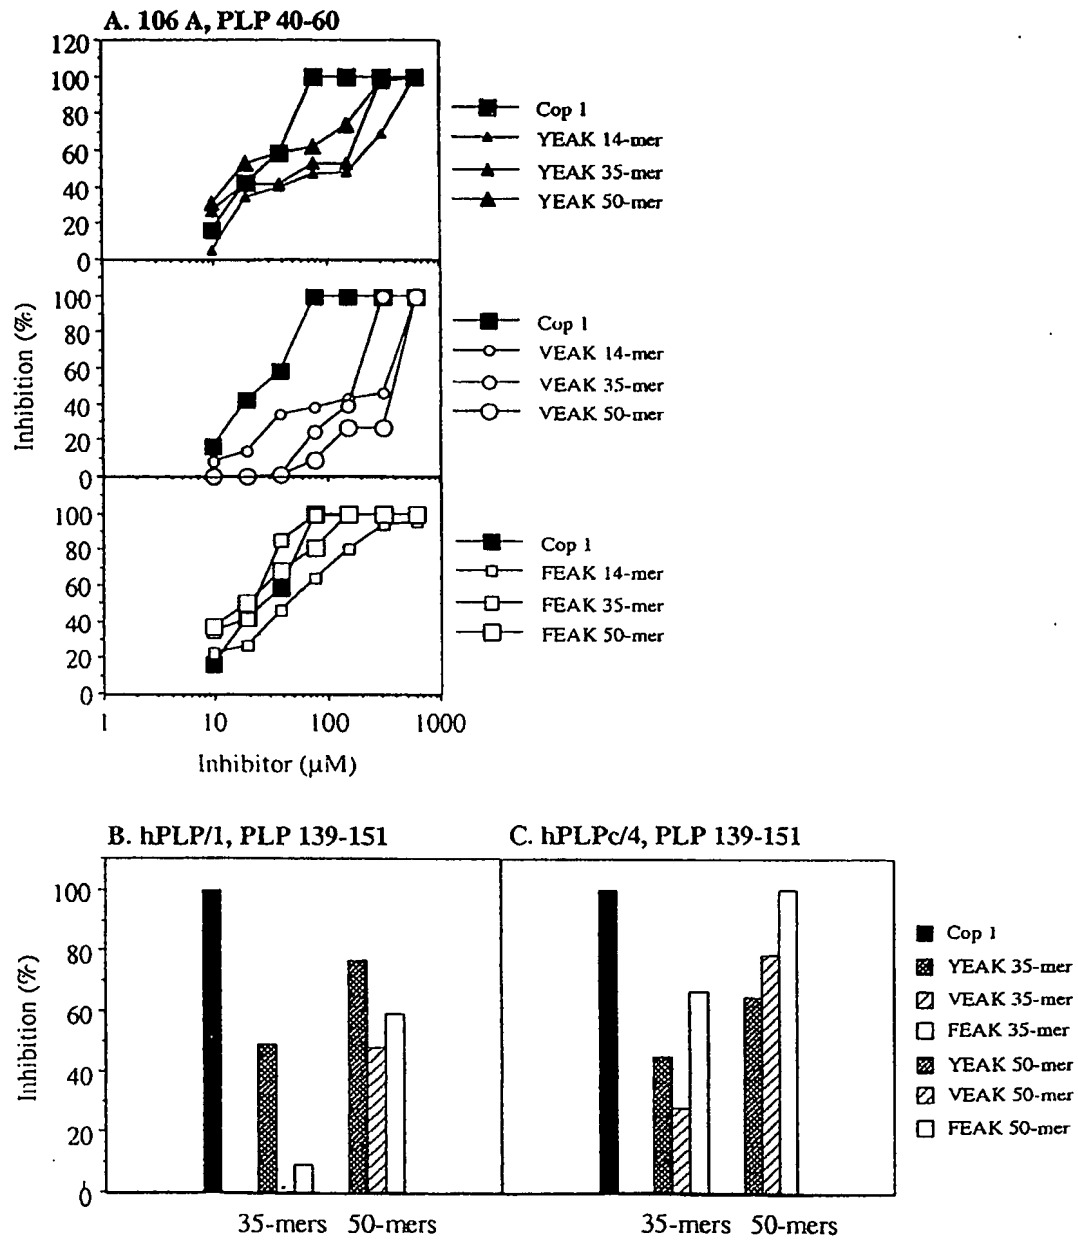 A. 106 A, PLP 40-60
120
100
80
60
40
20
0
Cop 1
YEAK 14-mer
YEAK 35-mer
YEAK 50-mer
100
80
60
40
20
0
Cop 1
VEAK 14-mer
VEAK 35-mer
VEAK 50-mer
Inhibition (%)
100
80
60
40
20
0
Cop 1
FEAK 14-mer
FEAK 35-mer
FEAK 50-mer
1 10 100 1000
Inhibitor (µM)
B. hPLP/1, PLP 139-151
C. hPLPc/4, PLP 139-151
Inhibition (%)
100
80
60
40
20
0
35-mers 50-mers
35-mers 50-mers
Cop 1
YEAK 35-mer
VEAK 35-mer
FEAK 35-mer
YEAK 50-mer
VEAK 50-mer
FEAK 50-mer